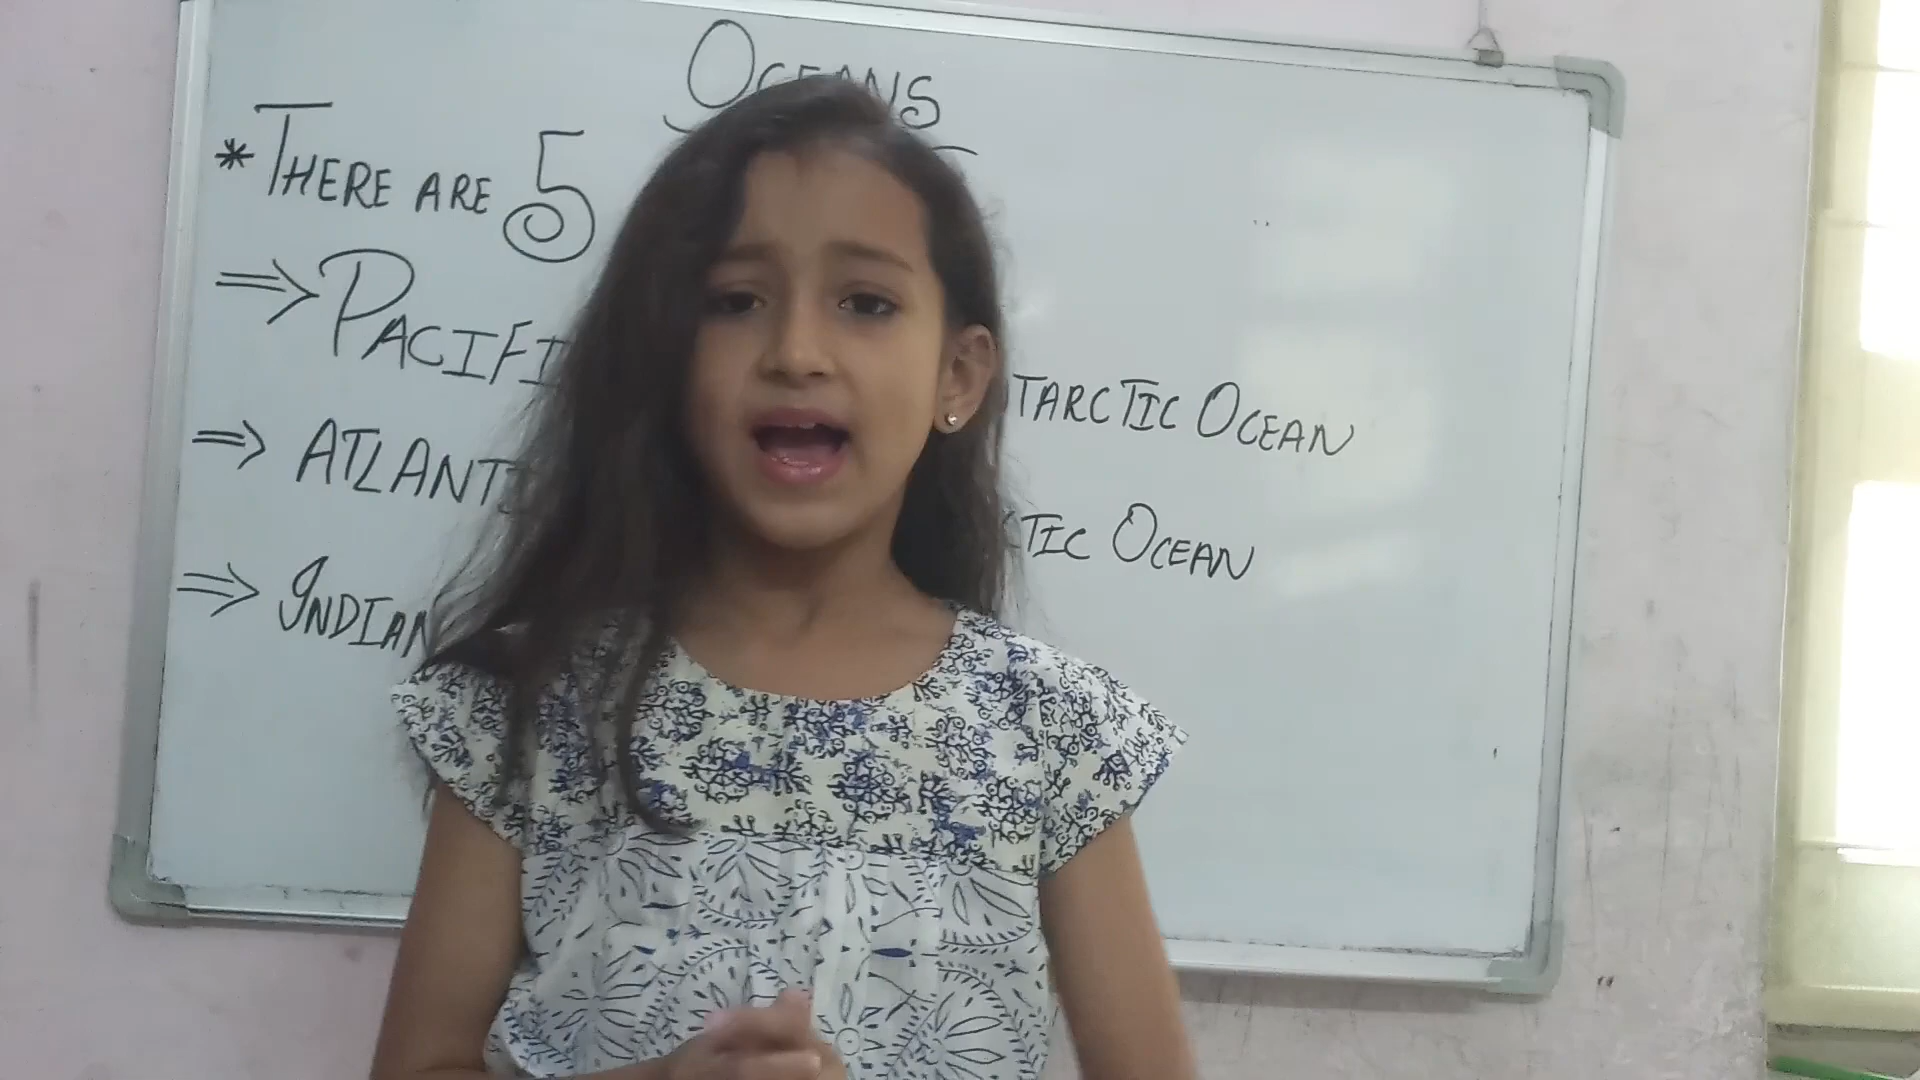 OCEANS
* THERE ARE 5
⇒ PACIFI
⇒ ATLANT
⇒ INDIAN
TARCTIC OCEAN
TIC OCEAN